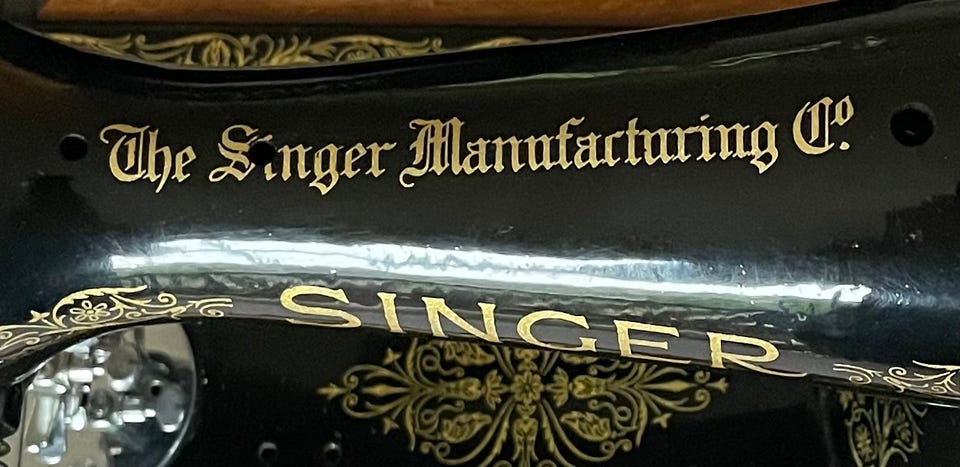 The Singer Manufacturing Co.
SINGER